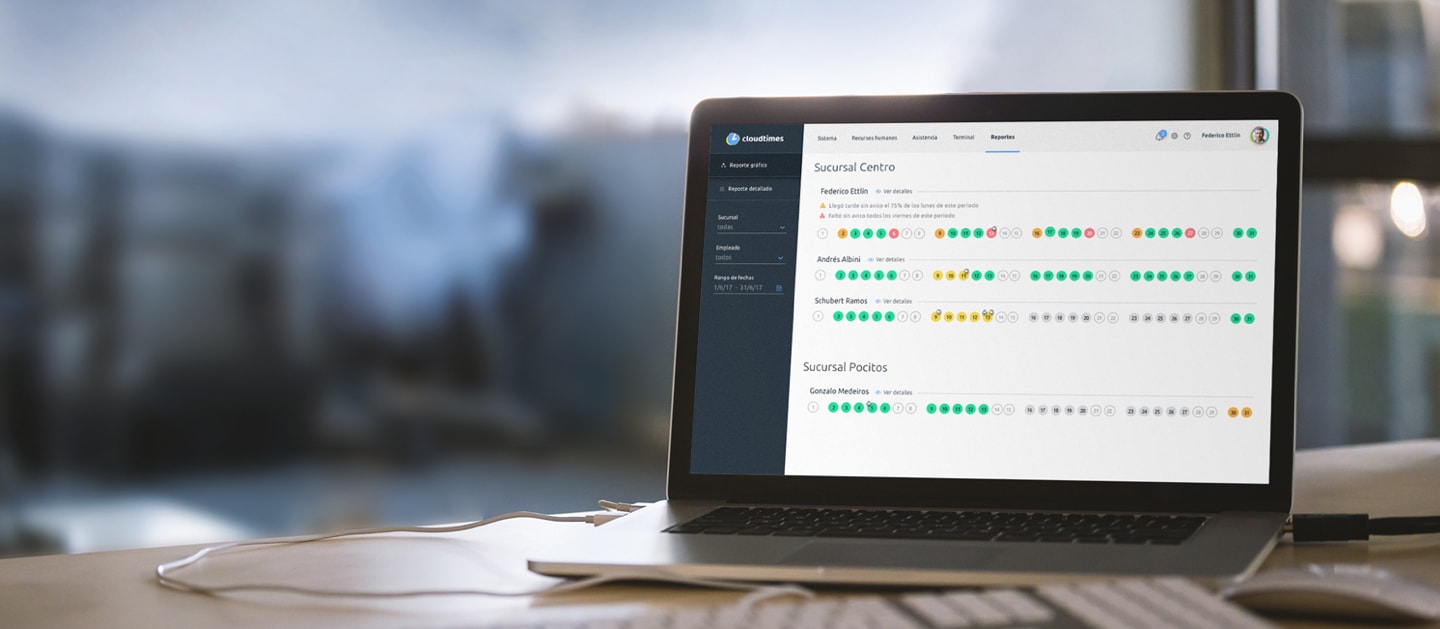 cloudtimes
Sistema Recursos humanos Asistencia Terminal Reportes Federico Ettlin
Reporte gráfico
Reporte detallado
Sucursal
todas
Empleado
todos
Rango de fechas
1/6/17 - 31/6/17
Sucursal Centro
Federico Ettlin Ver detalles
Llegó tarde sin aviso el 75% de los lunes de este período
Faltó sin aviso todos los viernes de este período
1 2 3 4 5 6 7 8 9 10 11 12 13 14 15 16 17 18 19 20 21 22 23 24 25 26 27 28 29 30 31
Andrés Albini Ver detalles
1 2 3 4 5 6 7 8 9 10 11 12 13 14 15 16 17 18 19 20 21 22 23 24 25 26 27 28 29 30 31
Schubert Ramos Ver detalles
1 2 3 4 5 6 7 8 9 10 11 12 13 14 15 16 17 18 19 20 21 22 23 24 25 26 27 28 29 30 31
Sucursal Pocitos
Gonzalo Medeiros Ver detalles
1 2 3 4 5 6 7 8 9 10 11 12 13 14 15 16 17 18 19 20 21 22 23 24 25 26 27 28 29 30 31